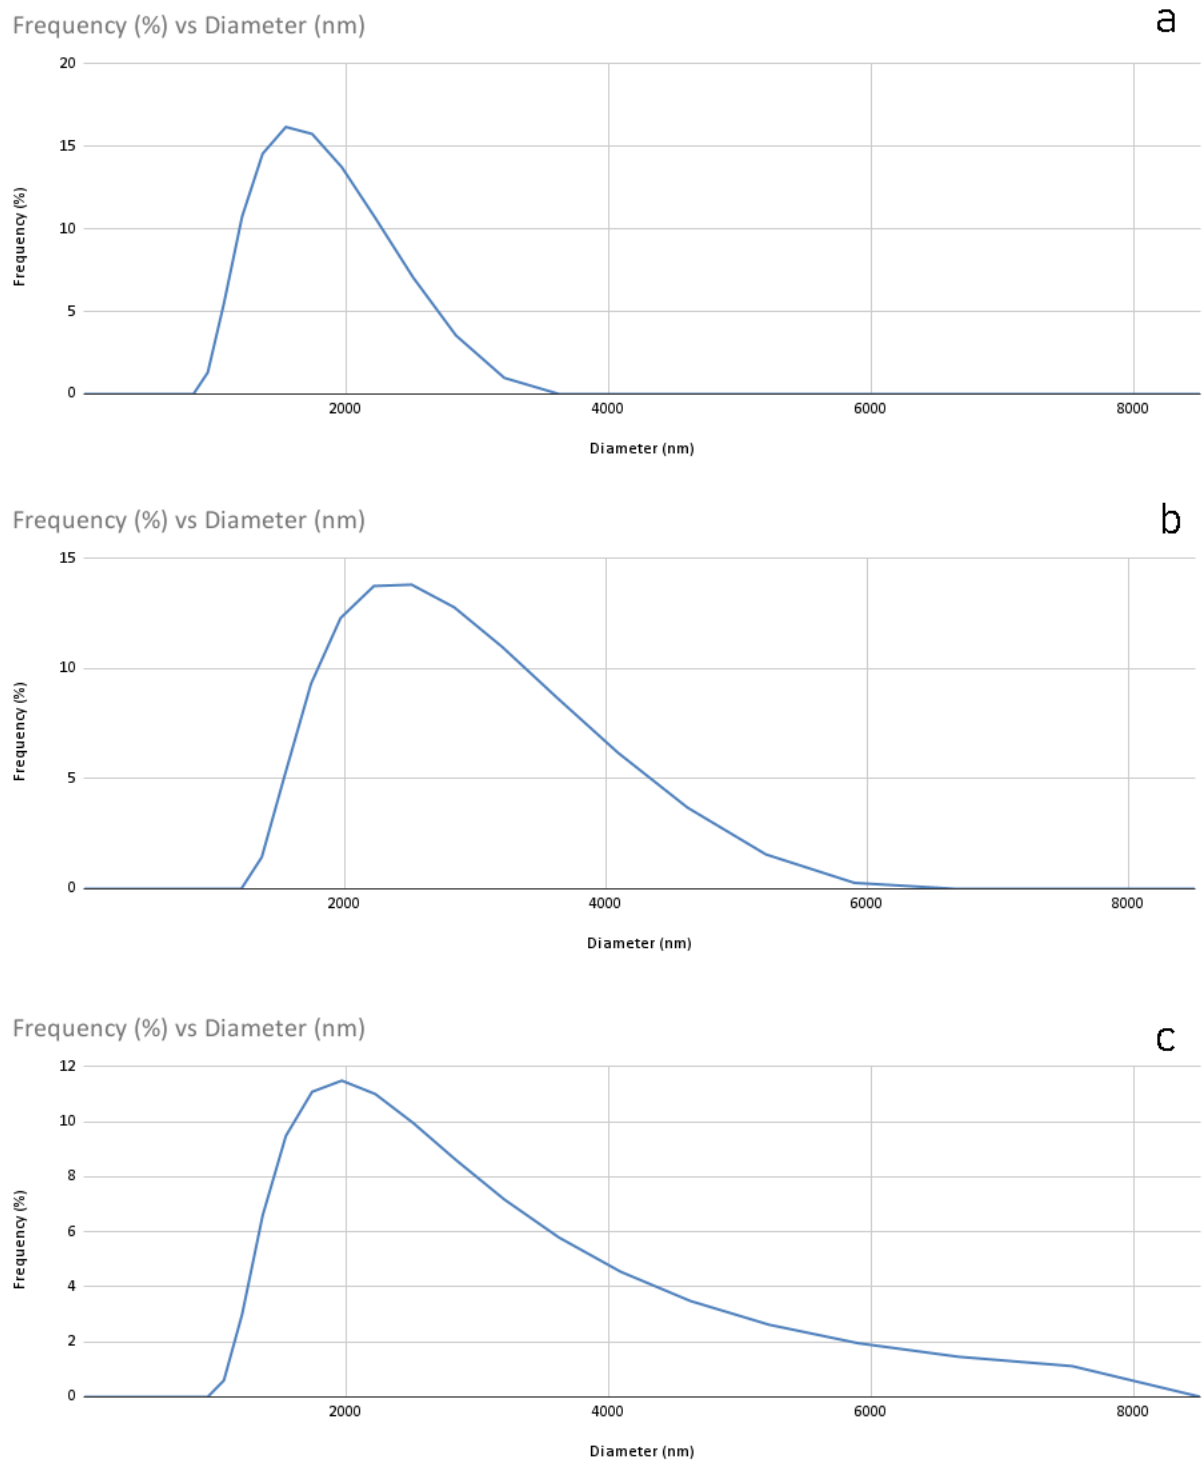 Frequency (%) vs Diameter (nm)
a
20
15
10
5
0
Frequency (%)
2000 4000 6000 8000
Diameter (nm)
Frequency (%) vs Diameter (nm)
b
15
10
5
0
Frequency (%)
2000 4000 6000 8000
Diameter (nm)
Frequency (%) vs Diameter (nm)
c
12
10
8
6
4
2
0
Frequency (%)
2000 4000 6000 8000
Diameter (nm)